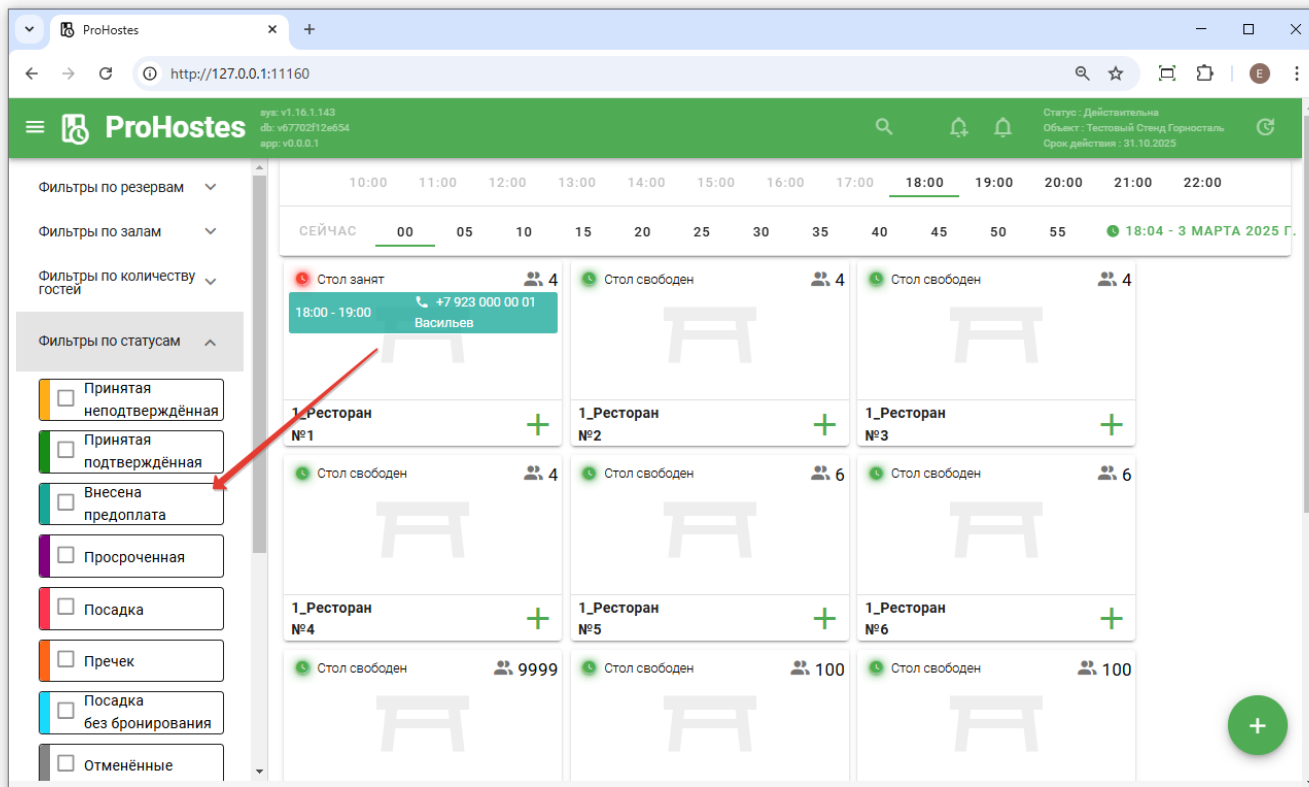 ProHostes
http://127.0.0.1:11160
E
ProHostes
sys: v1.16.1.143
db: v67702f12e654
app: v0.0.0.1
Статус : Действительна
Объект : Тестовый Стенд Горносталь
Срок действия : 31.10.2025
Фильтры по резервам
Фильтры по залам
Фильтры по количеству
гостей
Фильтры по статусам
Принятая
неподтверждённая
Принятая
подтверждённая
Внесена
предоплата
Просроченная
Посадка
Пречек
Посадка
без бронирования
Отменённые
10:00 11:00 12:00 13:00 14:00 15:00 16:00 17:00 18:00 19:00 20:00 21:00 22:00
СЕЙЧАС 00 05 10 15 20 25 30 35 40 45 50 55 18:04 - 3 МАРТА 2025 Г.
Стол занят 4
18:00 - 19:00 +7 923 000 00 01
Васильев
1_Ресторан
№1
Стол свободен 4
1_Ресторан
№2
Стол свободен 4
1_Ресторан
№3
Стол свободен 4
1_Ресторан
№4
Стол свободен 6
1_Ресторан
№5
Стол свободен 6
1_Ресторан
№6
Стол свободен 9999
Стол свободен 100
Стол свободен 100